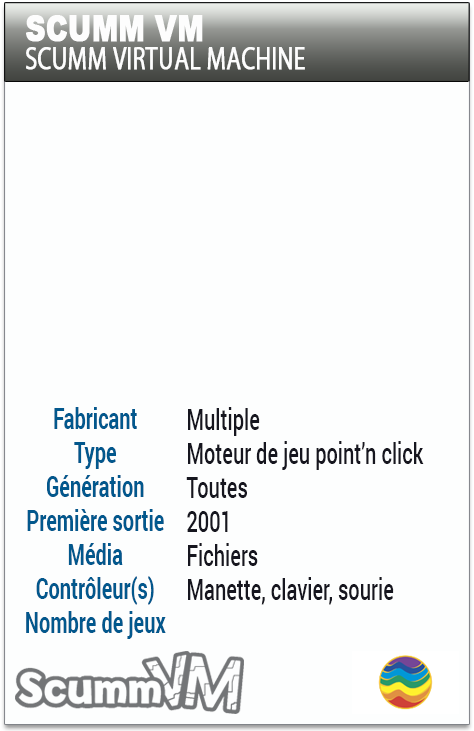 SCUMM VM
SCUMM VIRTUAL MACHINE
Fabricant Multiple
Type Moteur de jeu point'n click
Génération Toutes
Première sortie 2001
Média Fichiers
Contrôleur(s) Manette, clavier, sourie
Nombre de jeux
ScummVM